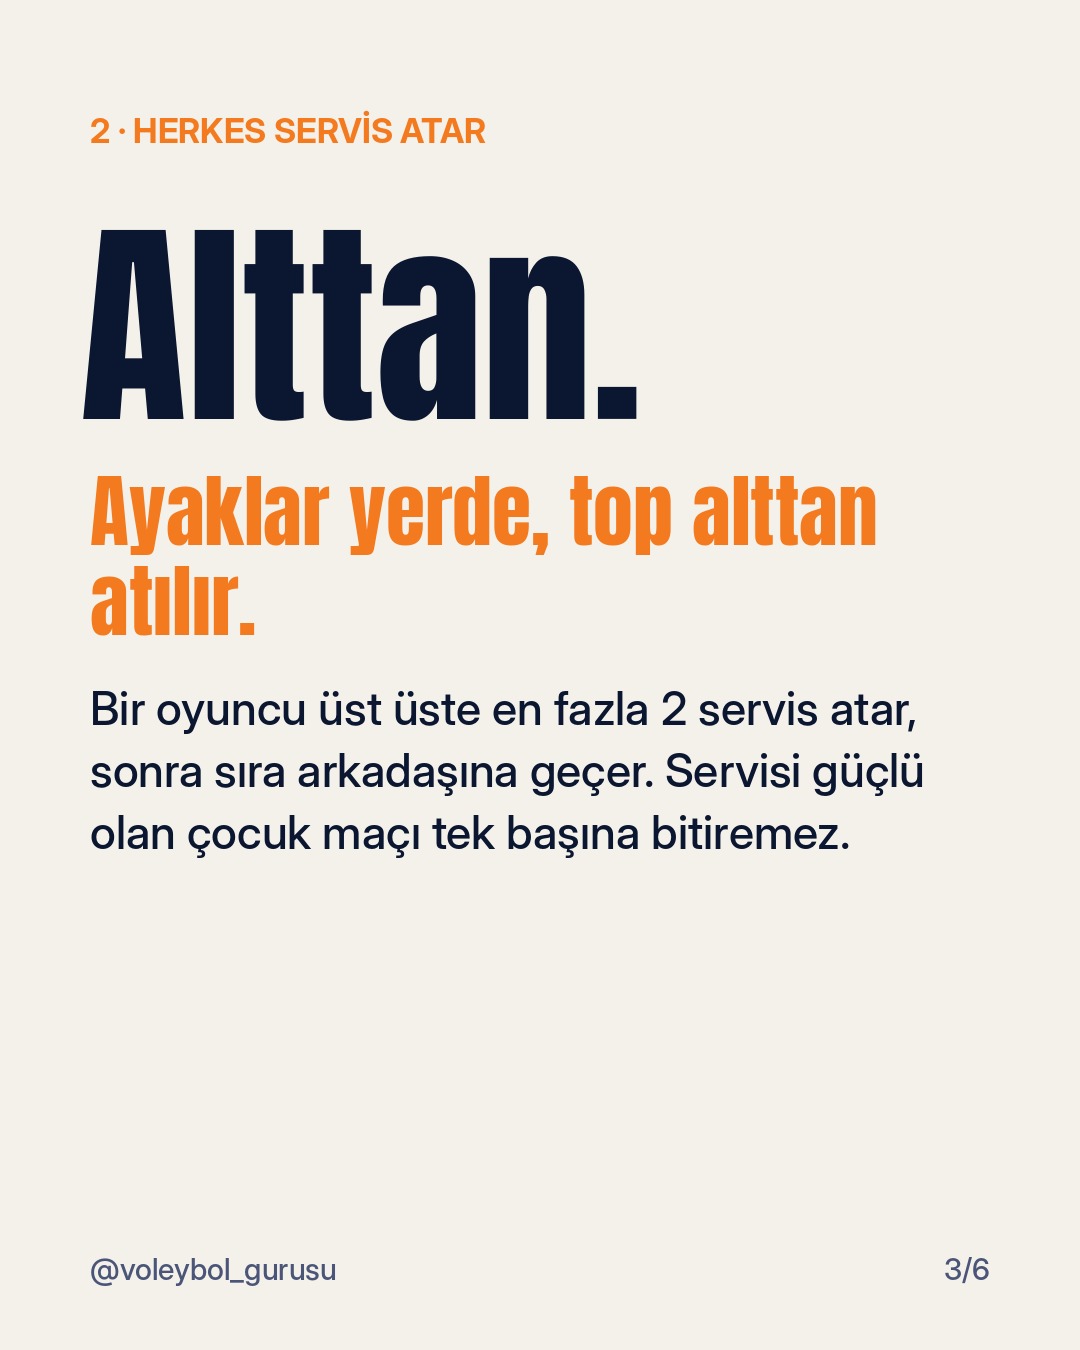 2 · HERKES SERVİS ATAR
Alttan.
Ayaklar yerde, top alttan
atılır.
Bir oyuncu üst üste en fazla 2 servis atar,
sonra sıra arkadaşına geçer. Servisi güçlü
olan çocuk maçı tek başına bitiremez.
@voleybol_gurusu
3/6